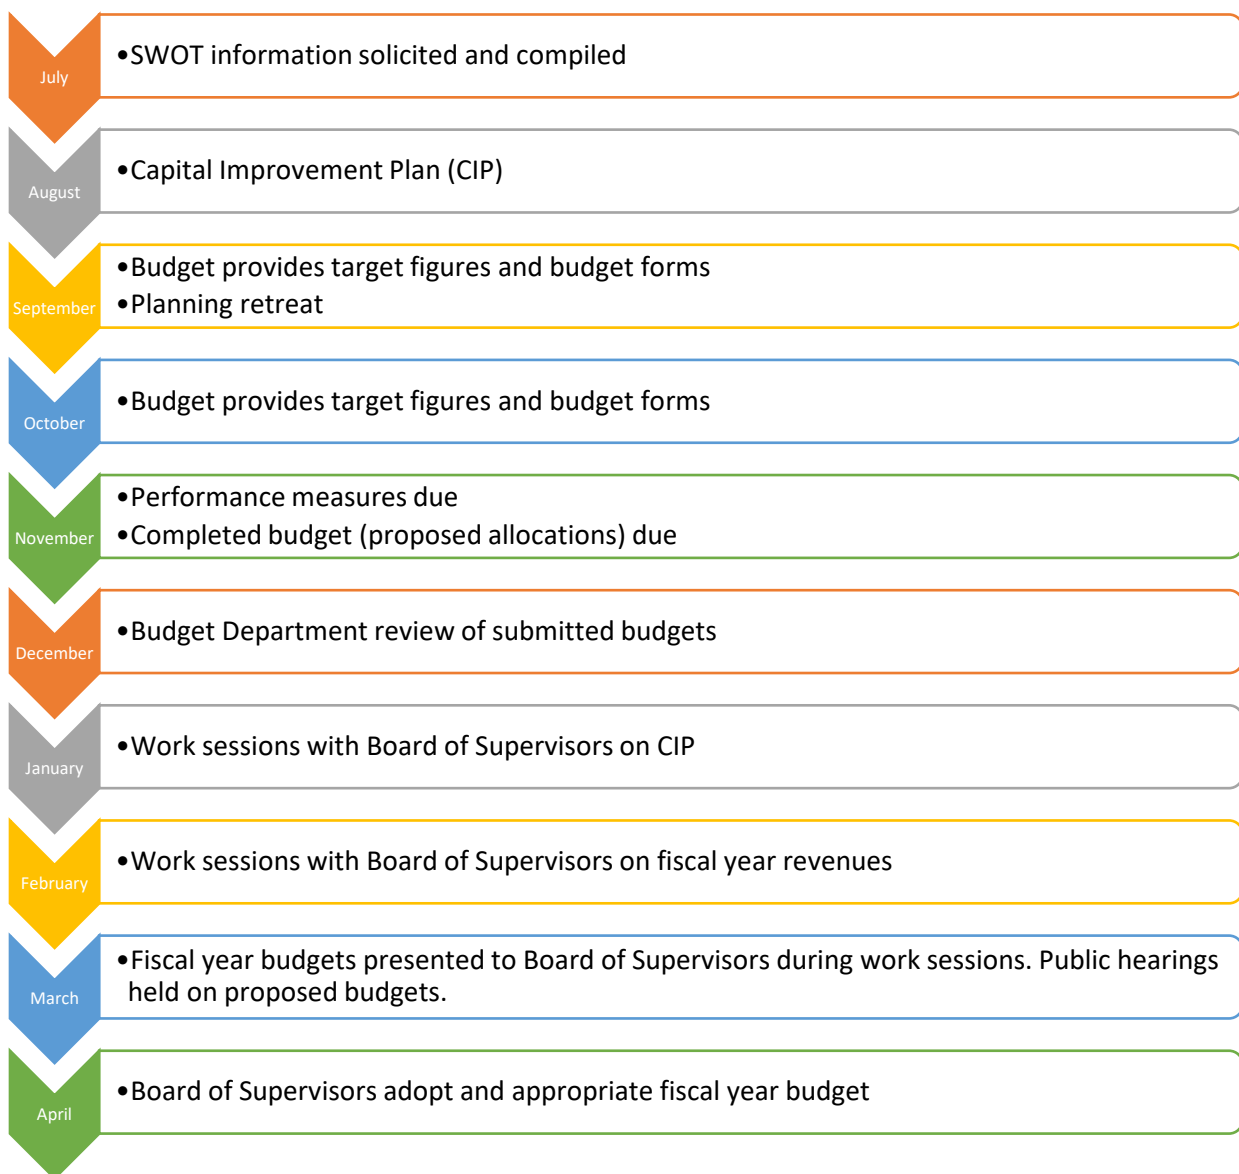 July
•SWOT information solicited and compiled
August
•Capital Improvement Plan (CIP)
September
•Budget provides target figures and budget forms
•Planning retreat
October
•Budget provides target figures and budget forms
November
•Performance measures due
•Completed budget (proposed allocations) due
December
•Budget Department review of submitted budgets
January
•Work sessions with Board of Supervisors on CIP
February
•Work sessions with Board of Supervisors on fiscal year revenues
March
•Fiscal year budgets presented to Board of Supervisors during work sessions. Public hearings
held on proposed budgets.
April
•Board of Supervisors adopt and appropriate fiscal year budget